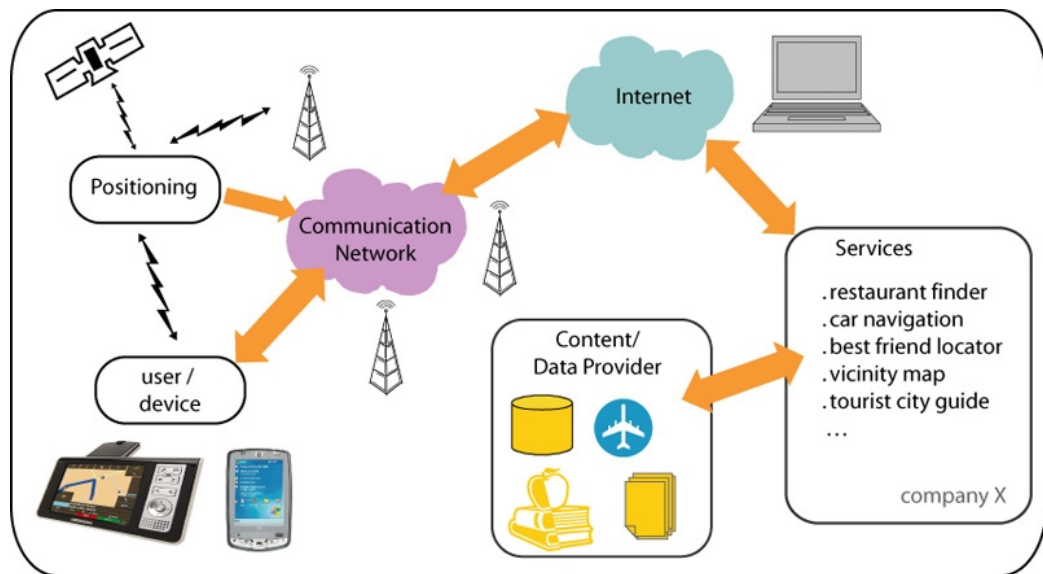 Internet
Positioning
Communication
Network
Services
.restaurant finder
.car navigation
.best friend locator
.vicinity map
.tourist city guide
...
company X
Content/
Data Provider
user /
device